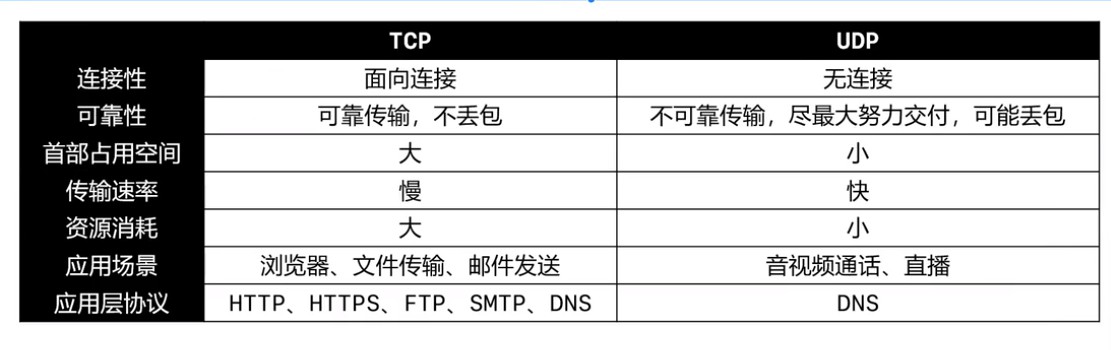 TCP UDP
连接性 面向连接 无连接
可靠性 可靠传输，不丢包 不可靠传输，尽最大努力交付，可能丢包
首部占用空间 大 小
传输速率 慢 快
资源消耗 大 小
应用场景 浏览器、文件传输、邮件发送 音视频通话、直播
应用层协议 HTTP、HTTPS、FTP、SMTP、DNS DNS